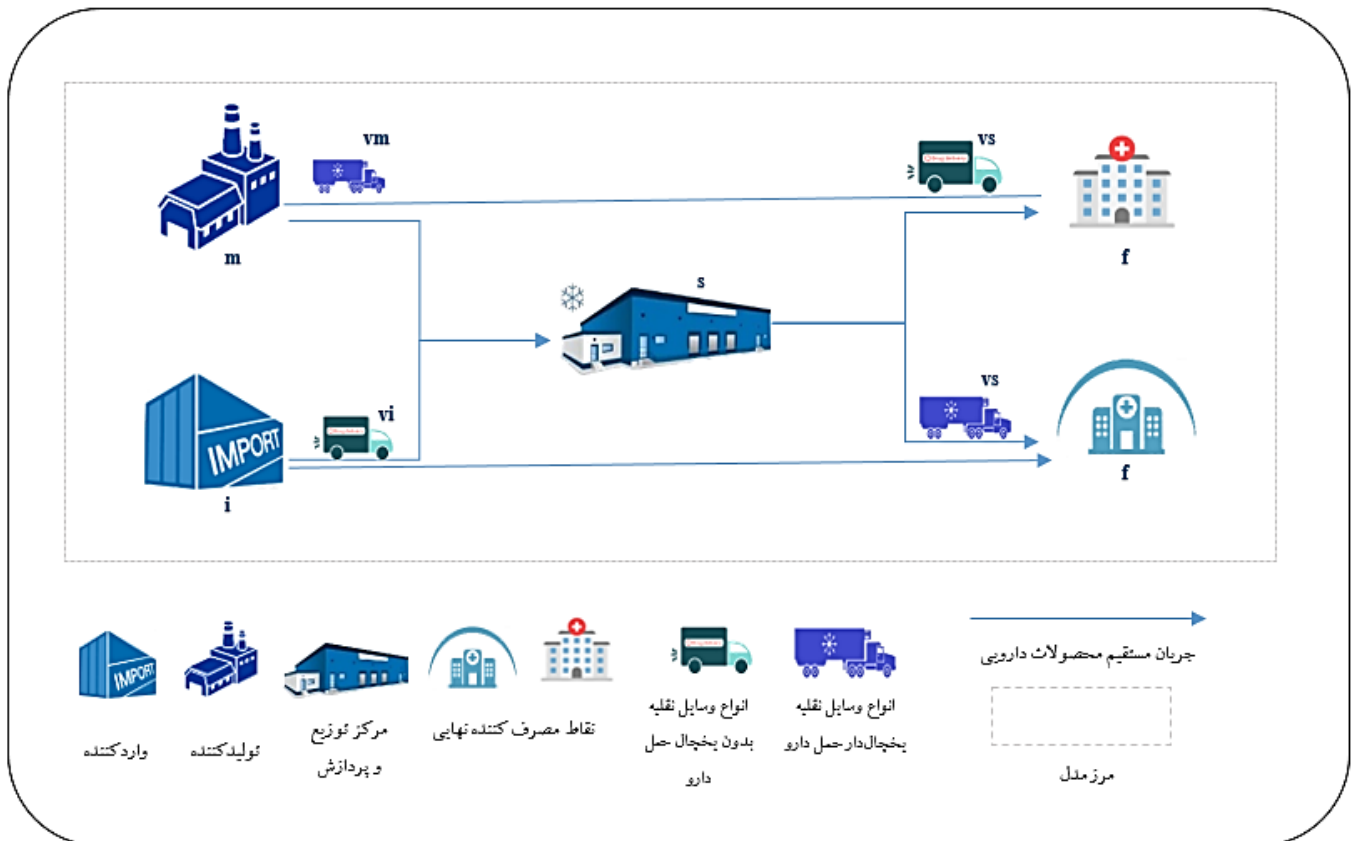 vm
vs
m
f
s
vi
vs
IMPORT
i
f
جریان مستقیم محصولات دارویی
انواع وسایل نقلیه
یخچال‌دار حمل دارو
انواع وسایل نقلیه
بدون یخچال حمل
دارو
نقاط مصرف کننده نهایی
مرکز توزیع
و پردازش
تولیدکننده
IMPORT
واردکننده
مرز مدل